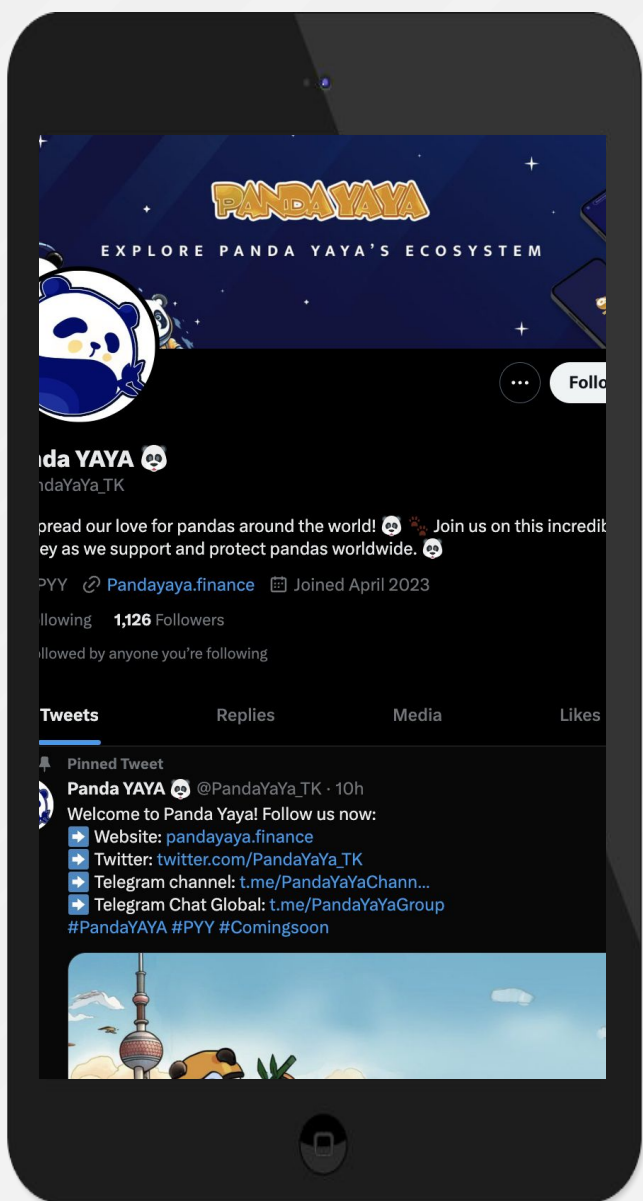 PANDA YAYA
EXPLORE PANDA YAYA'S ECOSYSTEM
Follo
da YAYA 🐼
ndaYaYa_TK
pread our love for pandas around the world! 🐼 🐾 Join us on this incredib
ey as we support and protect pandas worldwide. 🐼
PYY Pandayaya.finance Joined April 2023
llowing 1,126 Followers
llowed by anyone you're following
Tweets Replies Media Likes
Pinned Tweet
Panda YAYA 🐼 @PandaYaYa_TK · 10h
Welcome to Panda Yaya! Follow us now:
➡️ Website: pandayaya.finance
➡️ Twitter: twitter.com/PandaYaYa_TK
➡️ Telegram channel: t.me/PandaYaYaChann...
➡️ Telegram Chat Global: t.me/PandaYaYaGroup
#PandaYAYA #PYY #Comingsoon